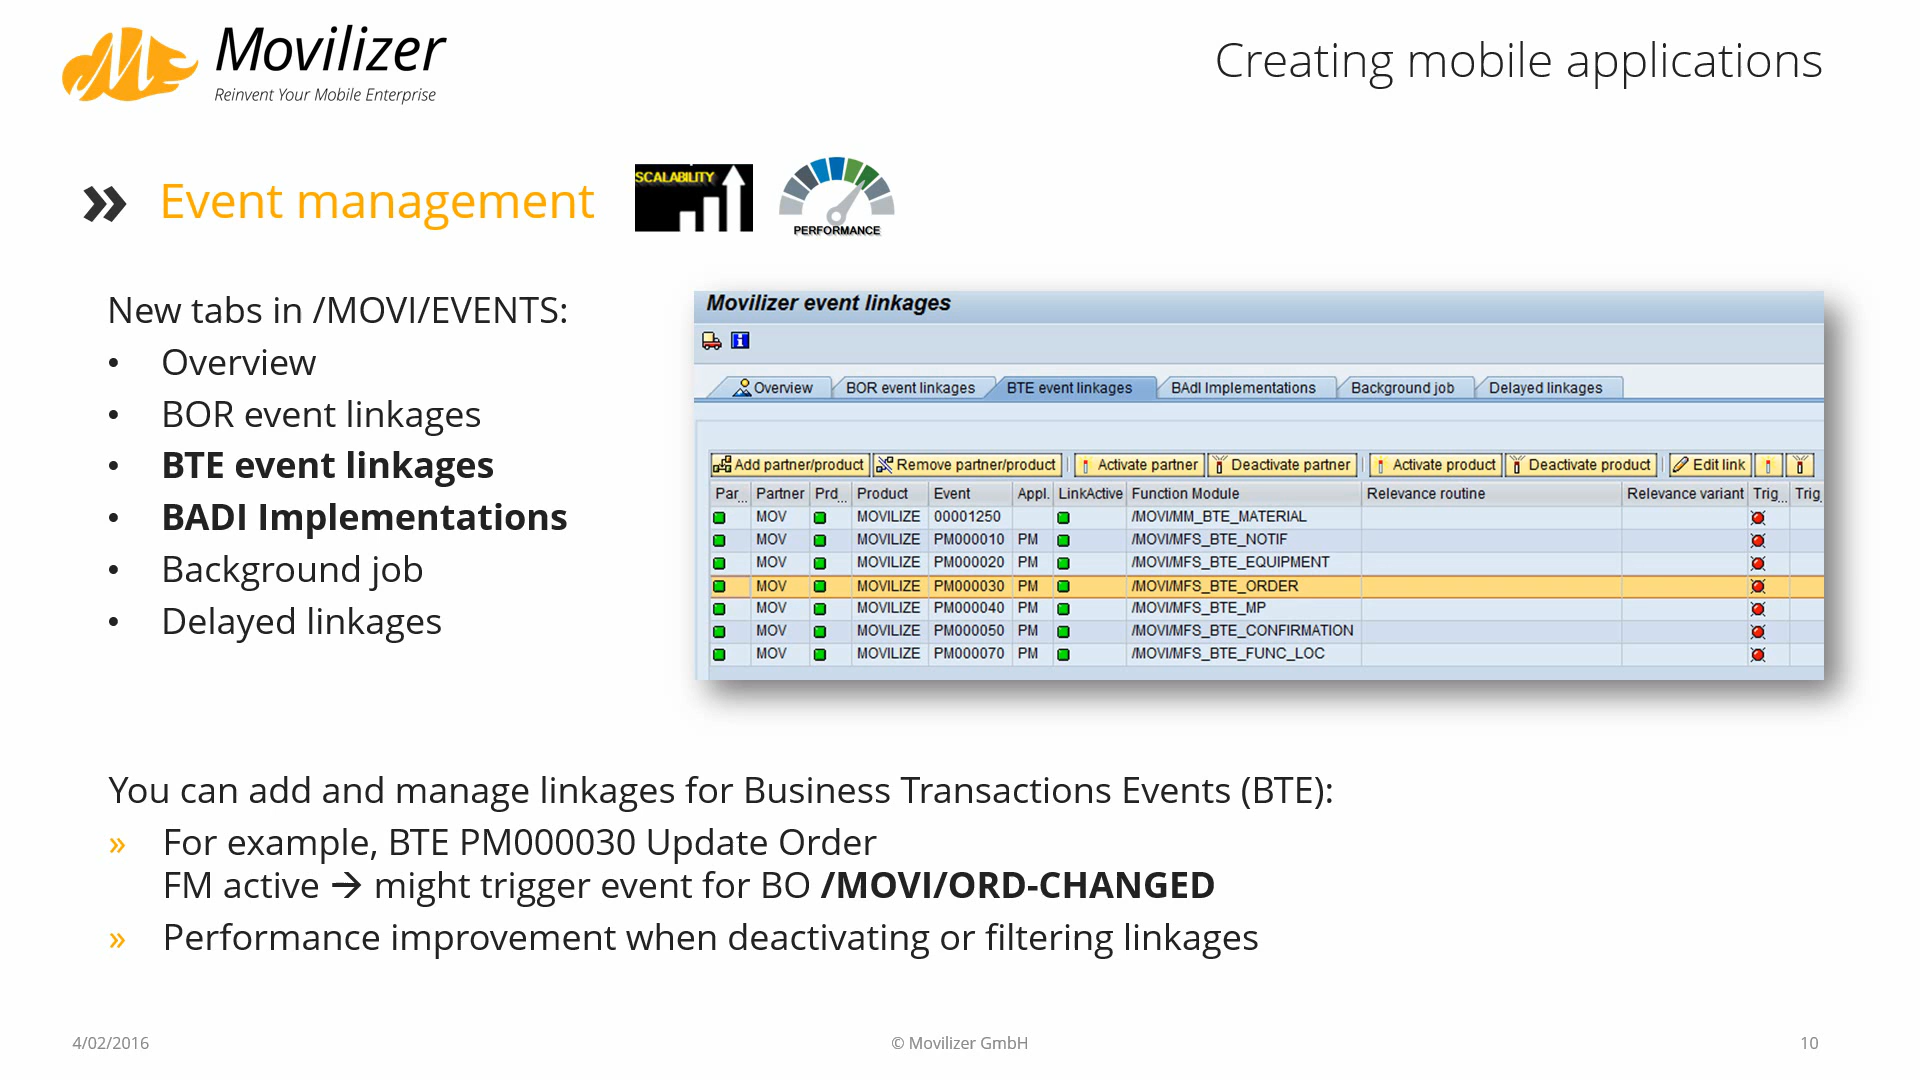 Movilizer
Reinvent Your Mobile Enterprise
Creating mobile applications
» Event management
SCALABILITY
PERFORMANCE
New tabs in /MOVI/EVENTS:
• Overview
• BOR event linkages
• BTE event linkages
• BADI Implementations
• Background job
• Delayed linkages
Movilizer event linkages
Overview BOR event linkages BTE event linkages BAdI Implementations Background job Delayed linkages
Add partner/product Remove partner/product Activate partner Deactivate partner Activate product Deactivate product Edit link
Par... Partner Prd... Product Event Appl. LinkActive Function Module Relevance routine Relevance variant Trig... Trig
MOV MOVILIZE 00001250 /MOVI/MM_BTE_MATERIAL
MOV MOVILIZE PM000010 PM /MOVI/MFS_BTE_NOTIF
MOV MOVILIZE PM000020 PM /MOVI/MFS_BTE_EQUIPMENT
MOV MOVILIZE PM000030 PM /MOVI/MFS_BTE_ORDER
MOV MOVILIZE PM000040 PM /MOVI/MFS_BTE_MP
MOV MOVILIZE PM000050 PM /MOVI/MFS_BTE_CONFIRMATION
MOV MOVILIZE PM000070 PM /MOVI/MFS_BTE_FUNC_LOC
You can add and manage linkages for Business Transactions Events (BTE):
» For example, BTE PM000030 Update Order
FM active → might trigger event for BO /MOVI/ORD-CHANGED
» Performance improvement when deactivating or filtering linkages
4/02/2016
© Movilizer GmbH
10